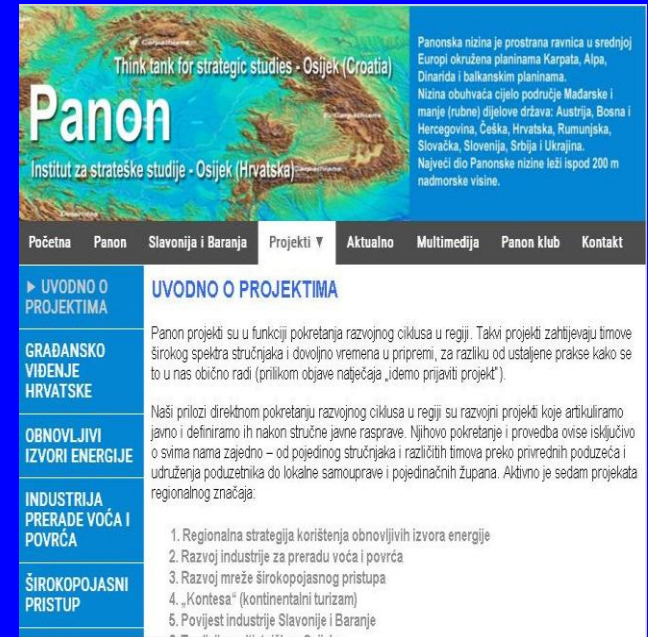 Think tank for strategic studies - Osijek (Croatia)
Panon
Institut za strateške studije - Osijek (Hrvatska)
Panonska nizina je prostrana ravnica u srednjoj
Europi okružena planinama Karpata, Alpa,
Dinarida i balkanskim planinama.
Nizina obuhvaća cijelo područje Mađarske i
manje (rubne) dijelove država: Austrija, Bosna i
Hercegovina, Češka, Hrvatska, Rumunjska,
Slovačka, Slovenija, Srbija i Ukrajina.
Najveći dio Panonske nizine leži ispod 200 m
nadmorske visine.
Početna Panon Slavonija i Baranja Projekti ▼ Aktualno Multimedija Panon klub Kontakt
► UVODNO O
PROJEKTIMA
GRAĐANSKO
VIĐENJE
HRVATSKE
OBNOVLJIVI
IZVORI ENERGIJE
INDUSTRIJA
PRERADE VOĆA I
POVRĆA
ŠIROKOPOJASNI
PRISTUP
UVODNO O PROJEKTIMA
Panon projekti su u funkciji pokretanja razvojnog ciklusa u regiji. Takvi projekti zahtijevaju timove
širokog spektra stručnjaka i dovoljno vremena u pripremi, za razliku od ustaljene prakse kako se
to u nas obično radi (prilikom objave natječaja „idemo prijaviti projekt").
Naši prilozi direktnom pokretanju razvojnog ciklusa u regiji su razvojni projekti koje artikuliramo
javno i definiramo ih nakon stručne javne rasprave. Njihovo pokretanje i provedba ovise isključivo
o svima nama zajedno – od pojedinog stručnjaka i različitih timova preko privrednih poduzeća i
udruženja poduzetnika do lokalne samouprave i pojedinačnih župana. Aktivno je sedam projekata
regionalnog značaja:
1. Regionalna strategija korištenja obnovljivih izvora energije
2. Razvoj industrije za preradu voća i povrća
3. Razvoj mreže širokopojasnog pristupa
4. „Kontesa" (kontinentalni turizam)
5. Povijest industrije Slavonije i Baranje